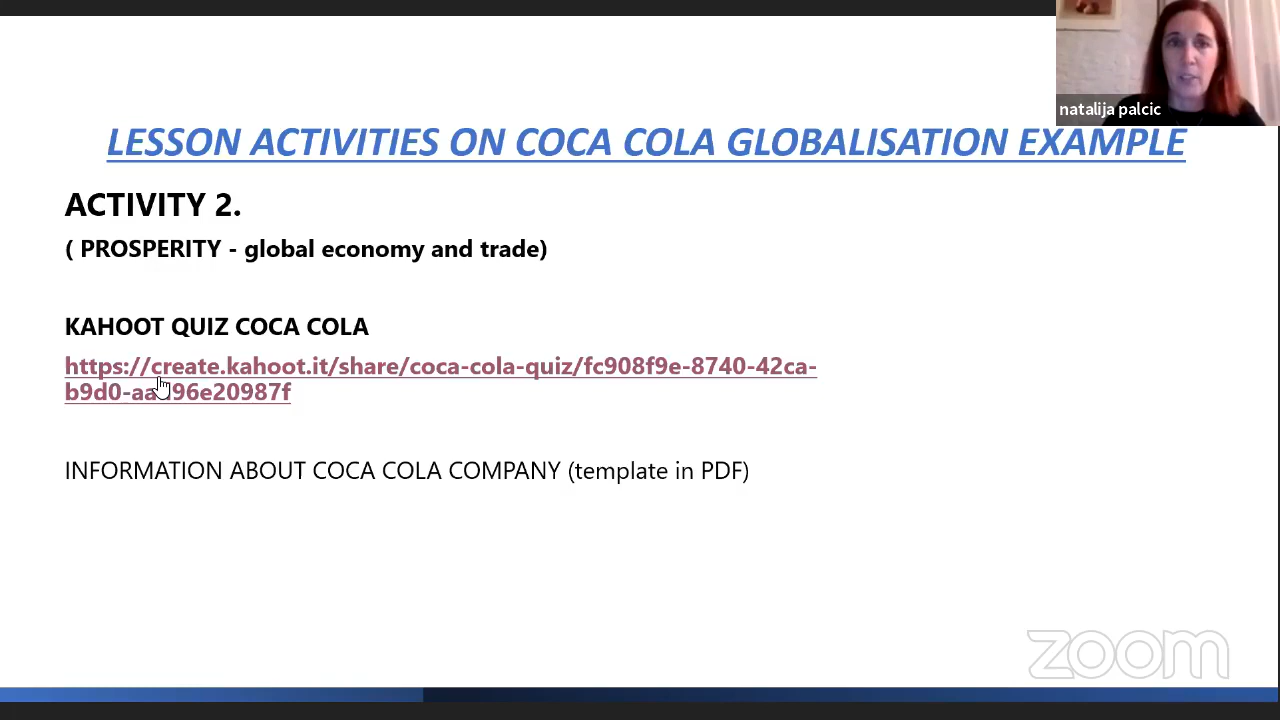 natalija palcic
LESSON ACTIVITIES ON COCA COLA GLOBALISATION EXAMPLE
ACTIVITY 2.
( PROSPERITY - global economy and trade)
KAHOOT QUIZ COCA COLA
https://create.kahoot.it/share/coca-cola-quiz/fc908f9e-8740-42ca-
INFORMATION ABOUT COCA COLA COMPANY (template in PDF)
zoom